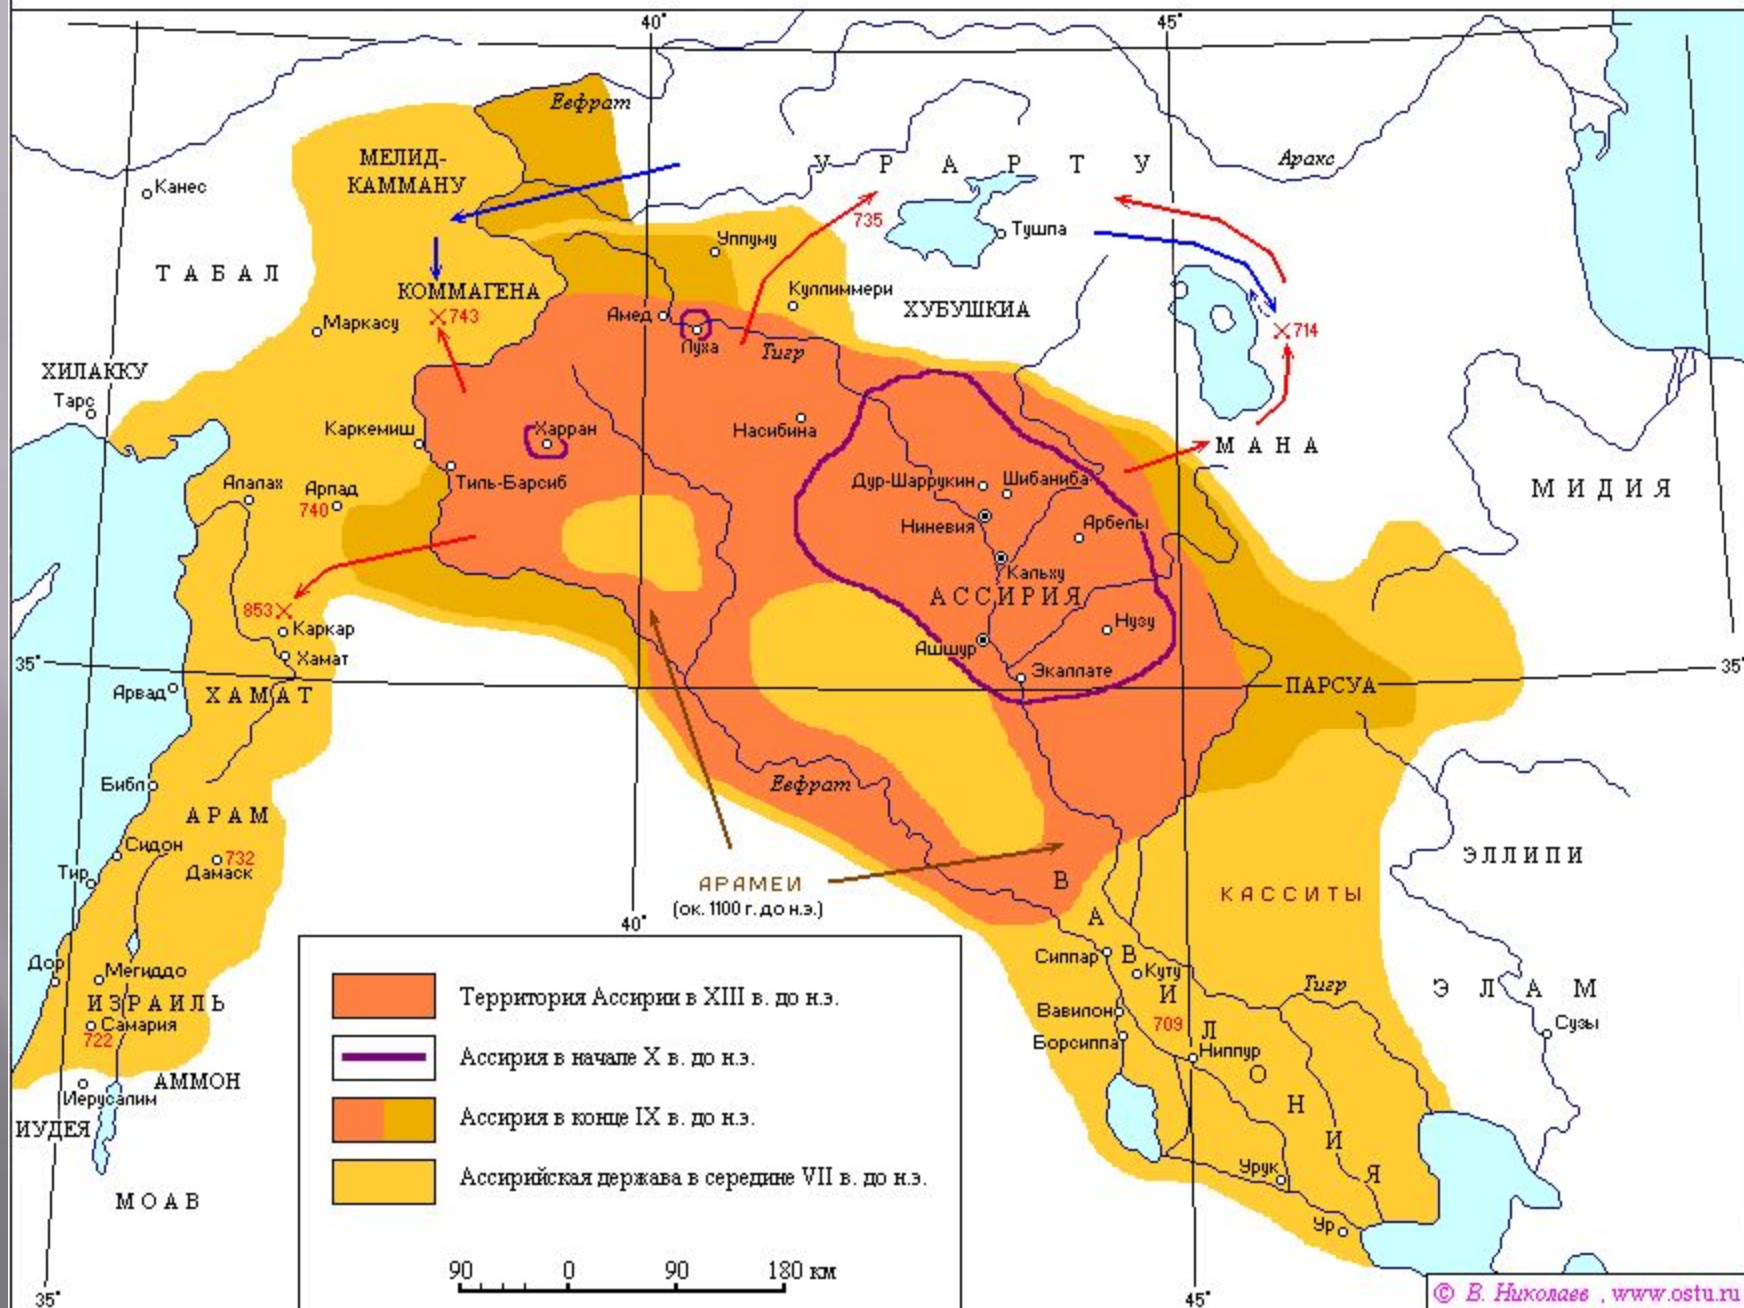 40°
45°
Евфрат
МЕЛИД-
КАММАНУ
У Р А Р Т У
Аракс
Канес
735
Тушпа
Уппуму
ТАБАЛ
КОММАГЕНА
Куллиммери
ХУБУШКИА
743
Маркасу
Амед
Луха
Тигр
714
ХИЛАККУ
Тарс
Каркемиш
Харран
Насибина
МАНА
Тиль-Барсиб
Дур-Шаррукин
Шибаниба
Алалах
Арпад
740
МИДИЯ
Ниневия
Арбелы
Кальху
АССИРИЯ
853
Каркар
Нузу
Ашшур
Хамат
Экаллате
35°
35°
Арвад
ХАМАТ
ПАРСУА
Библ
Евфрат
АРАМ
Сидон
732
Дамаск
Тир
ЭЛЛИПИ
АРАМЕИ
(ок. 1100 г. до н.э.)
КАССИТЫ
40°
В А В И Л О Н И Я
Сиппар
Куту
Дор
Мегиддо
Тигр
ЭЛАМ
ИЗРАИЛЬ
Самария
722
Вавилон
709
Сузы
Борсиппа
Ниппур
АММОН
Иерусалим
ИУДЕЯ
Урук
МОАВ
Ур
Территория Ассирии в XIII в. до н.э.
Ассирия в начале X в. до н.э.
Ассирия в конце IX в. до н.э.
Ассирийская держава в середине VII в. до н.э.
90 0 90 180 км
35°
45°
© В. Николаев , www.ostu.ru